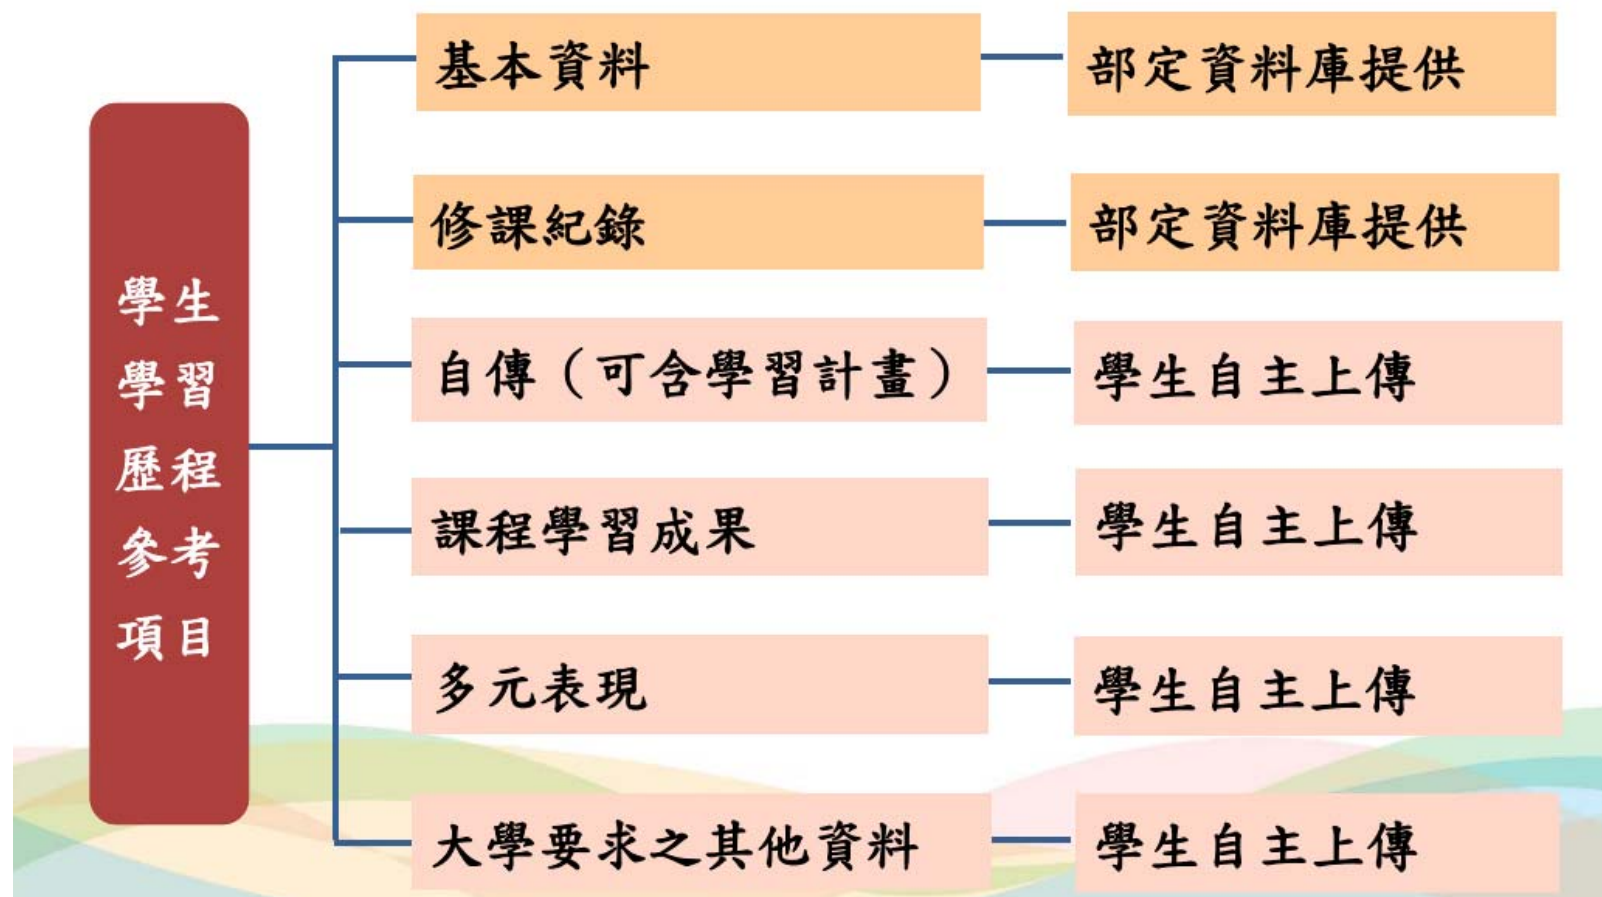 學生
學習
歷程
參考
項目
基本資料
部定資料庫提供
修課紀錄
部定資料庫提供
自傳（可含學習計畫）
學生自主上傳
課程學習成果
學生自主上傳
多元表現
學生自主上傳
大學要求之其他資料
學生自主上傳